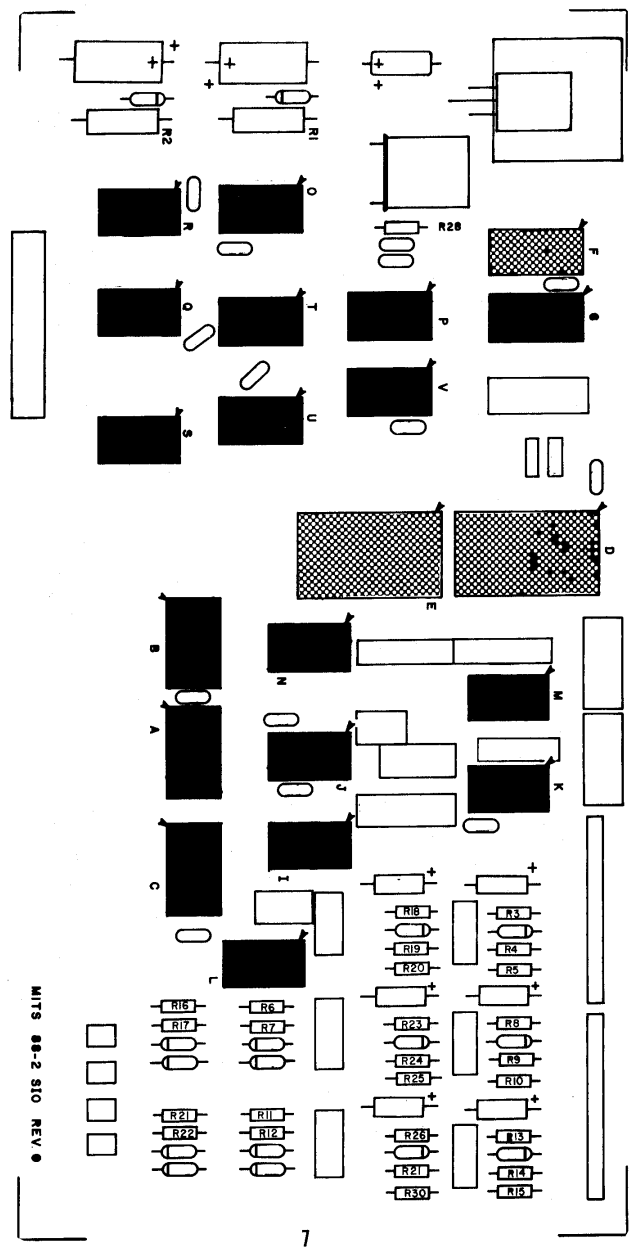 + + + +
+ +
R2 R1
R O
R28
F
Q T P G
V
S U
D
E
B N
M
A
J K
C I
+ +
R18 R3
R19 R4
L R20 R5
+ +
R16 R6 R23 R8
R17 R7
R24 R9
R25 R10
+ +
R21 R11 R26 R13
R22 R12
R21 R14
R30 R15
MITS 88-2 SIO REV 0
7